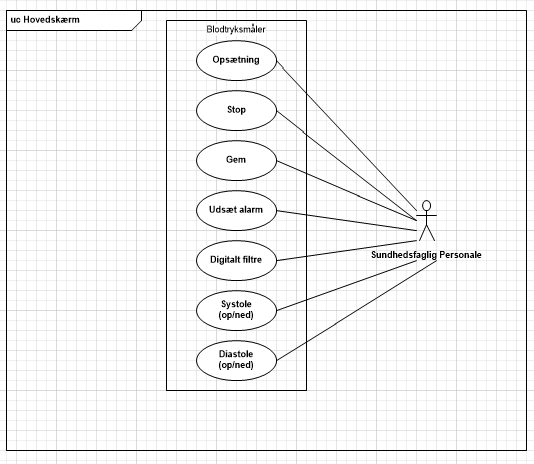 uc Hovedskærm
Blodtryksmåler
Opsætning
Stop
Gem
Udsæt alarm
Digitalt filtre
Systole
(op/ned)
Diastole
(op/ned)
Sundhedsfaglig Personale